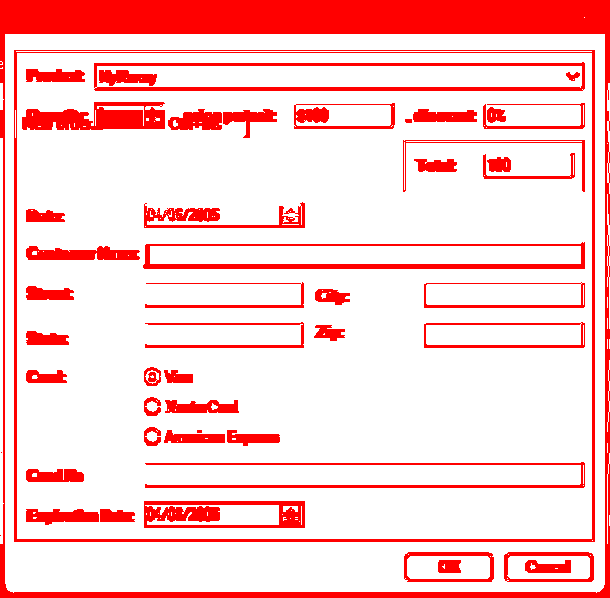 Product: MyMoney
Quantity: price per unit: $100 discount: 0%
Total: 100
Date: 04/06/2005
Customer Name:
Street: City:
State: Zip:
Card: Visa
MasterCard
American Express
Card No
Expiration Date: 04/06/2005
OK Cancel